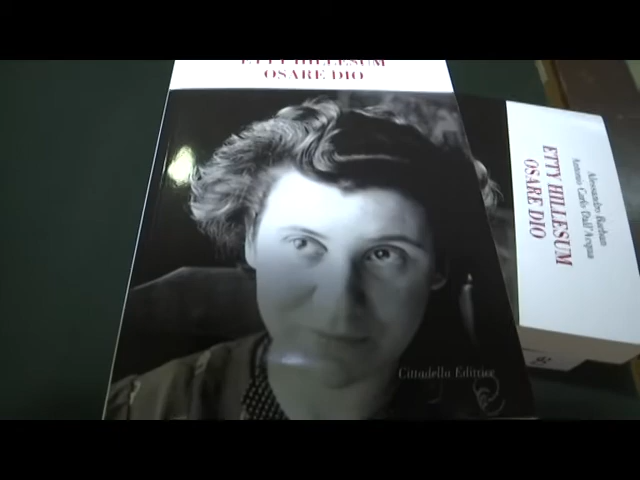 ETTY HILLESUM
OSARE DIO
Cittadella Editrice
Alessandro Barban
Antonio Carlo Dall'Acqua
ETTY HILLESUM
OSARE DIO